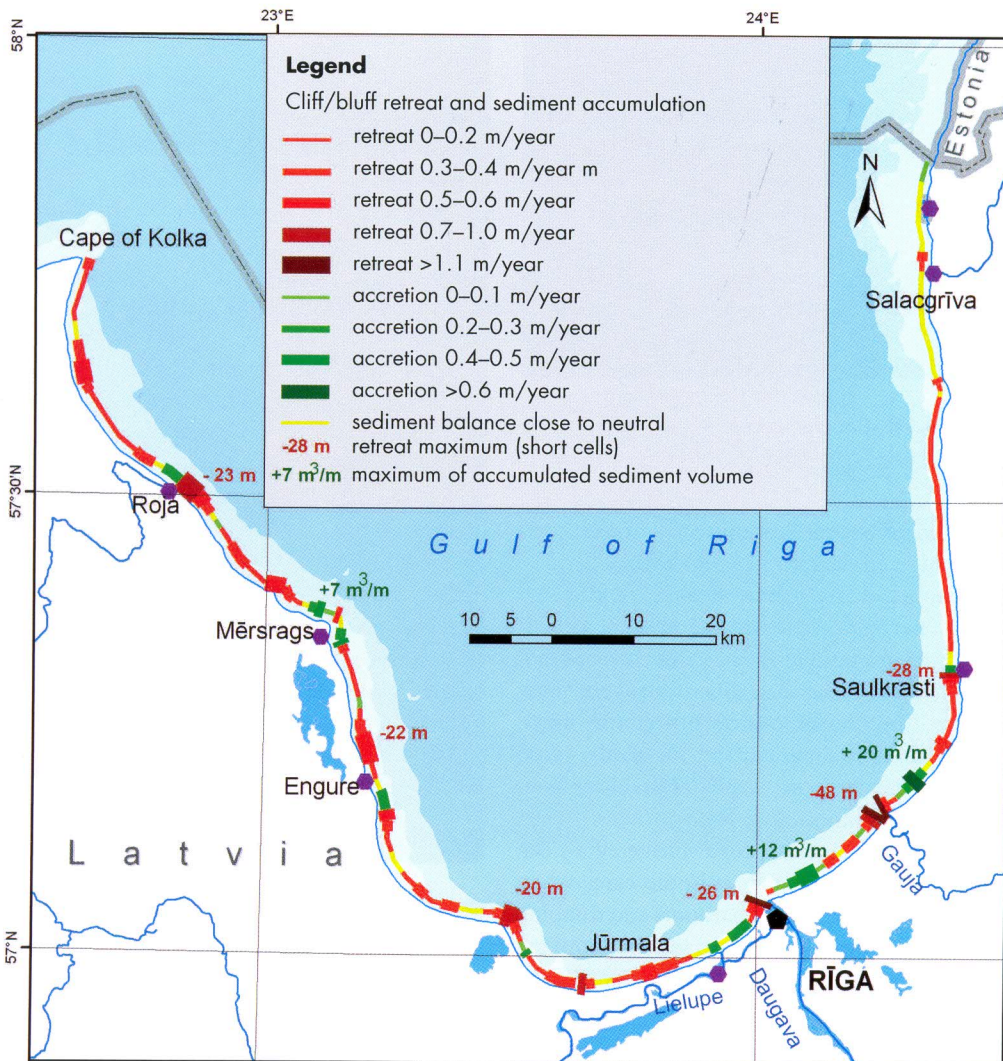 23°E
24°E
58°N
Legend
Cliff/bluff retreat and sediment accumulation
retreat 0–0.2 m/year
retreat 0.3–0.4 m/year m
retreat 0.5–0.6 m/year
retreat 0.7–1.0 m/year
retreat >1.1 m/year
accretion 0–0.1 m/year
accretion 0.2–0.3 m/year
accretion 0.4–0.5 m/year
accretion >0.6 m/year
sediment balance close to neutral
-28 m retreat maximum (short cells)
+7 m³/m maximum of accumulated sediment volume
Estonia
N
Cape of Kolka
Salacgrīva
- 23 m
57°30'N
Roja
Gulf of Riga
+7 m³/m
Mērsrags
10 5 0 10 20
km
-28 m
Saulkrasti
-22 m
+ 20 m³/m
Engure
-48 m
Latvia
+12 m³/m
Gauja
-20 m
- 26 m
57°N
Jūrmala
RĪGA
Lielupe
Daugava